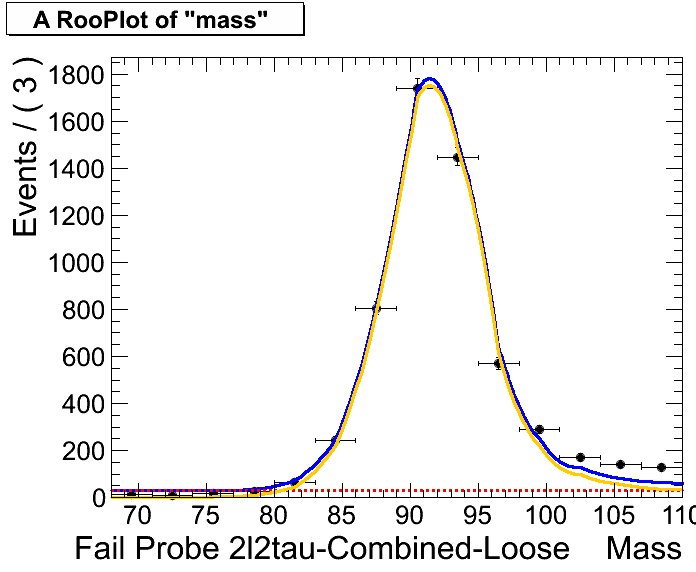 A RooPlot of "mass"
Events / ( 3 )
1800
1600
1400
1200
1000
800
600
400
200
0
70 75 80 85 90 95 100 105 110
Fail Probe 2l2tau-Combined-Loose Mass